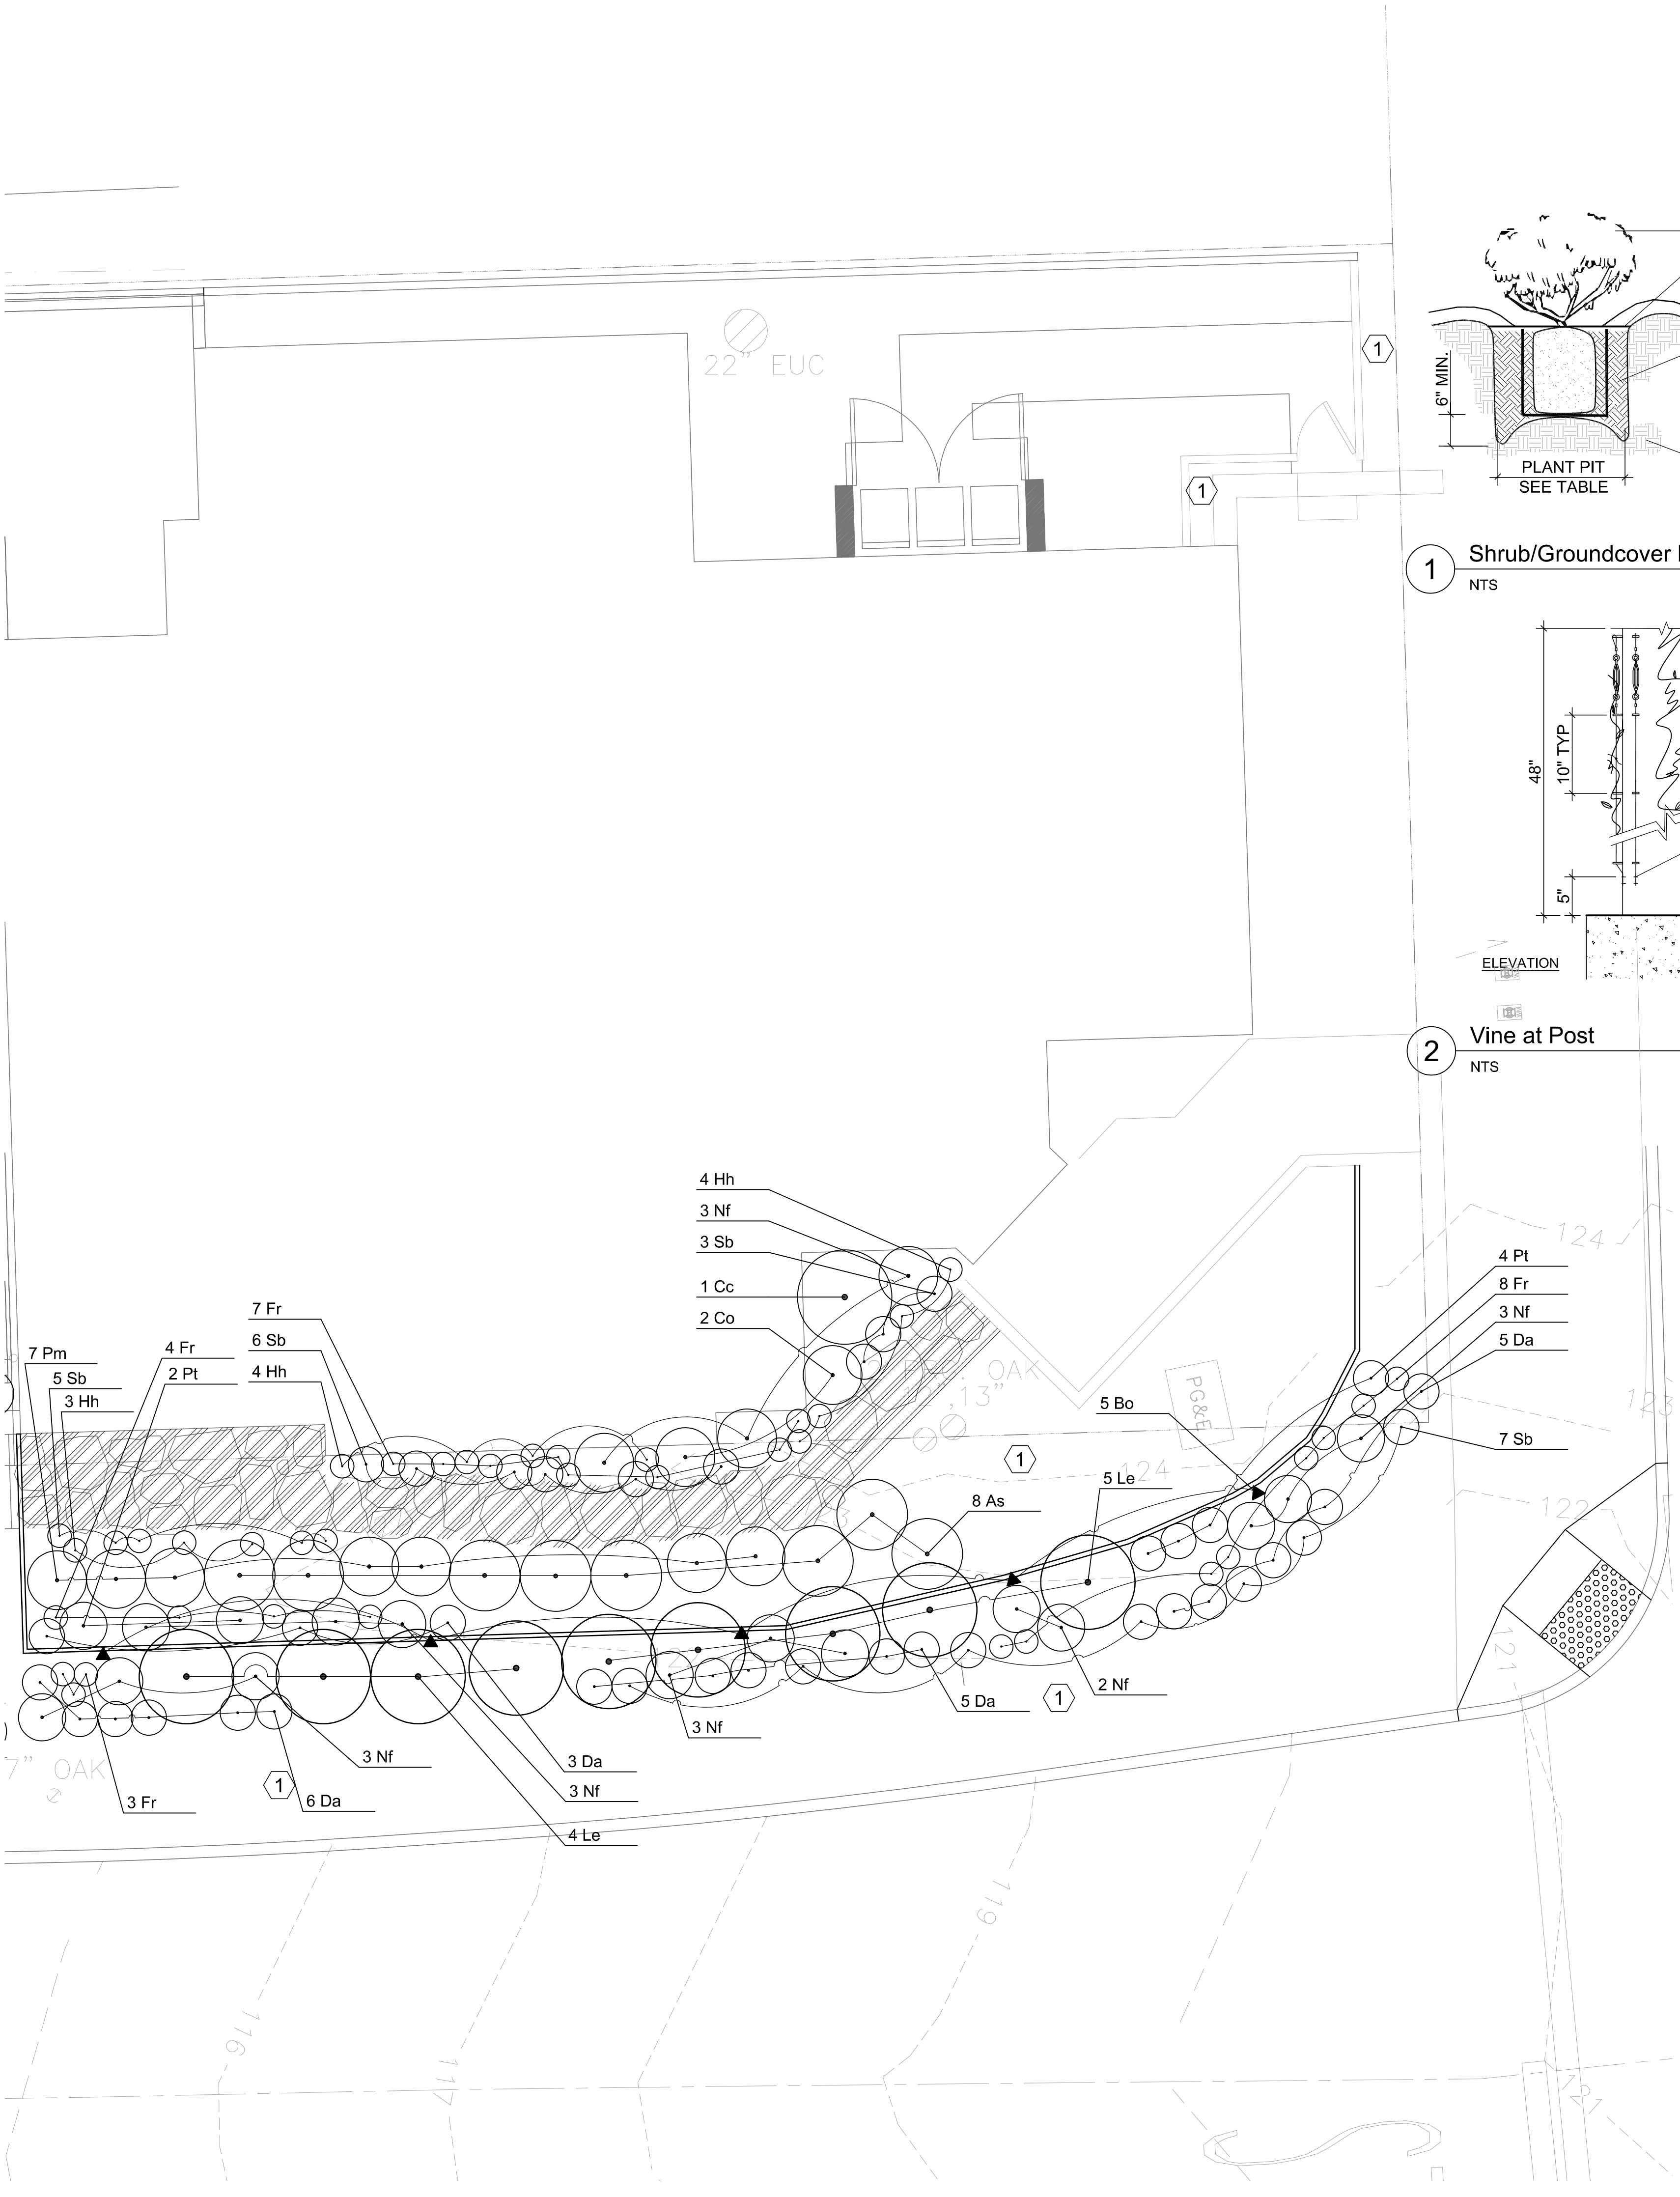 22" EUC
1
1
6" MIN.
PLANT PIT
SEE TABLE
1
Shrub/Groundcover
NTS
48"
10" TYP
5"
ELEVATION
2
Vine at Post
NTS
4 Hh
3 Nf
3 Sb
1 Cc
2 Co
7 Fr
6 Sb
4 Hh
4 Fr
2 Pt
7 Pm
5 Sb
3 Hh
OAK
,13"
PG&E
124
4 Pt
8 Fr
3 Nf
5 Da
7 Sb
123
122
121
5 Bo
1
124
5 Le
8 As
2 Nf
1
5 Da
3 Nf
3 Da
3 Nf
4 Le
3 Nf
1
6 Da
3 Fr
7" OAK
116
117
119
121